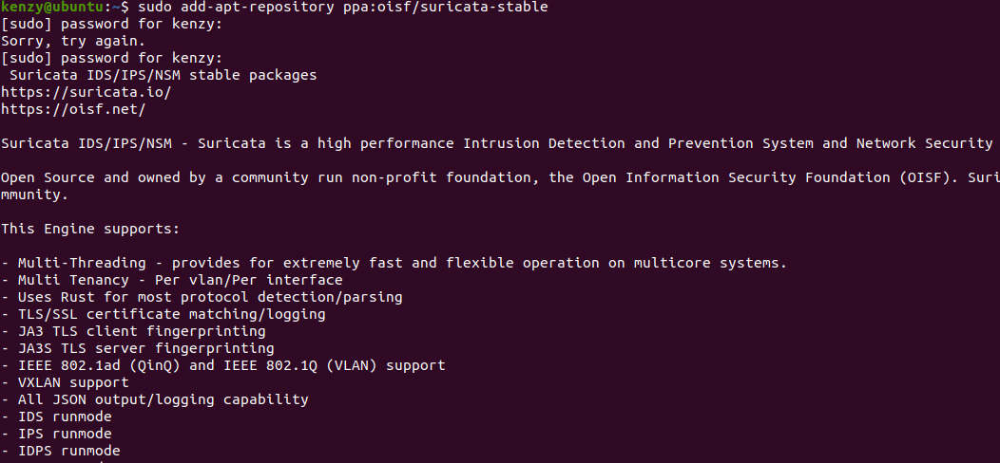 kenzy@ubuntu:~$ sudo add-apt-repository ppa:oisf/suricata-stable
[sudo] password for kenzy:
Sorry, try again.
[sudo] password for kenzy:
 Suricata IDS/IPS/NSM stable packages
https://suricata.io/
https://oisf.net/
Suricata IDS/IPS/NSM - Suricata is a high performance Intrusion Detection and Prevention System and Network Security
Open Source and owned by a community run non-profit foundation, the Open Information Security Foundation (OISF). Suri
mmunity.
This Engine supports:
- Multi-Threading - provides for extremely fast and flexible operation on multicore systems.
- Multi Tenancy - Per vlan/Per interface
- Uses Rust for most protocol detection/parsing
- TLS/SSL certificate matching/logging
- JA3 TLS client fingerprinting
- JA3S TLS server fingerprinting
- IEEE 802.1ad (QinQ) and IEEE 802.1Q (VLAN) support
- VXLAN support
- All JSON output/logging capability
- IDS runmode
- IPS runmode
- IDPS runmode